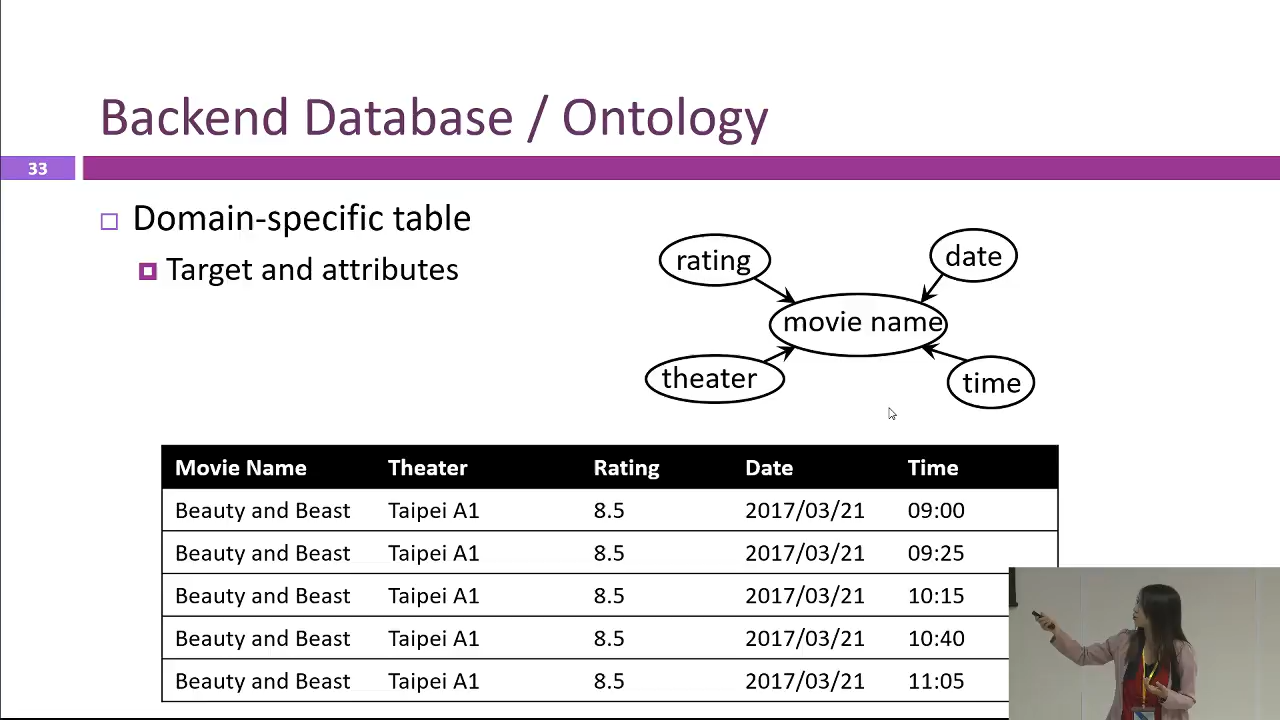 Backend Database / Ontology
33
Domain-specific table
Target and attributes
rating
date
movie name
theater
time
Movie Name Theater Rating Date Time
Beauty and Beast Taipei A1 8.5 2017/03/21 09:00
Beauty and Beast Taipei A1 8.5 2017/03/21 09:25
Beauty and Beast Taipei A1 8.5 2017/03/21 10:15
Beauty and Beast Taipei A1 8.5 2017/03/21 10:40
Beauty and Beast Taipei A1 8.5 2017/03/21 11:05